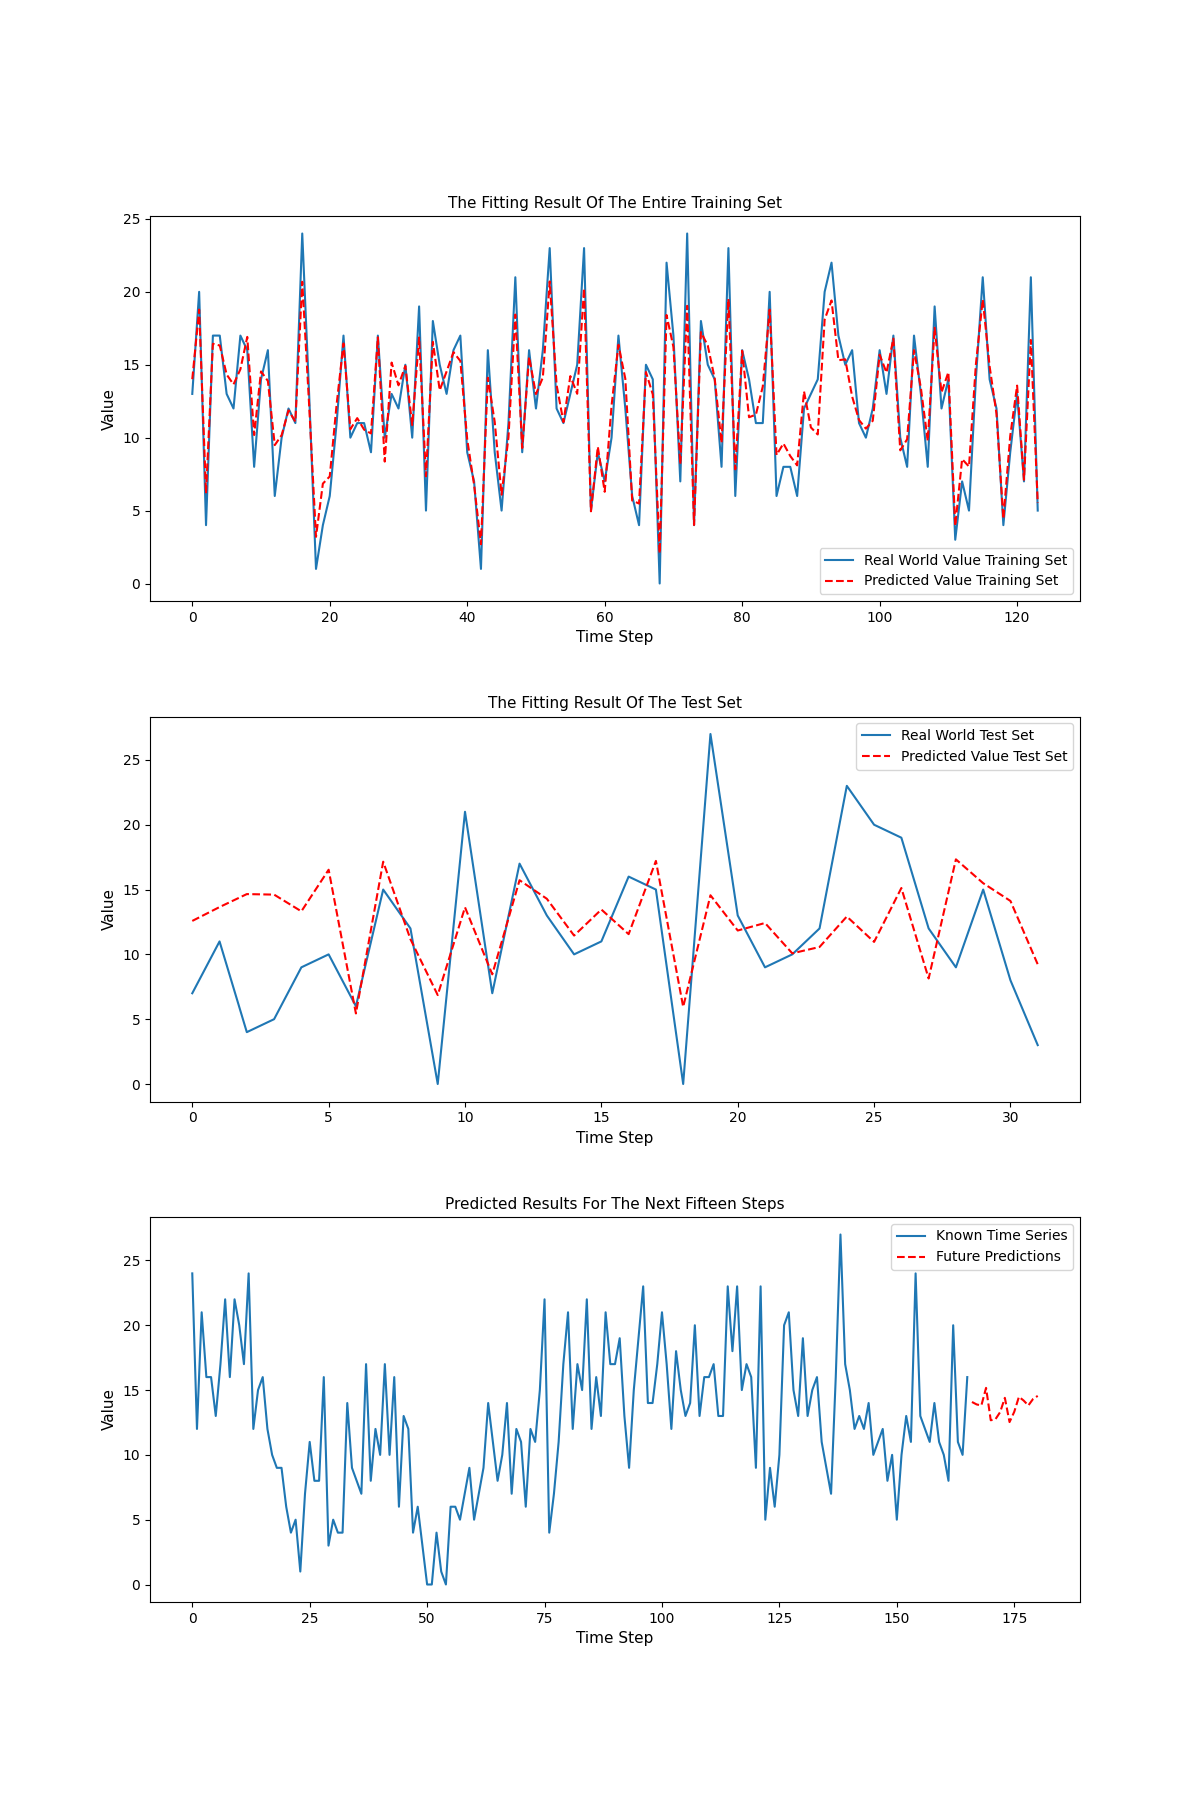 The Fitting Result Of The Entire Training Set
25
20
15
10
5
0
Value
Real World Value Training Set
Predicted Value Training Set
0 20 40 60 80 100 120
Time Step
The Fitting Result Of The Test Set
Real World Test Set
Predicted Value Test Set
25
20
15
10
5
0
Value
0 5 10 15 20 25 30
Time Step
Predicted Results For The Next Fifteen Steps
Known Time Series
Future Predictions
25
20
15
10
5
0
Value
0 25 50 75 100 125 150 175
Time Step